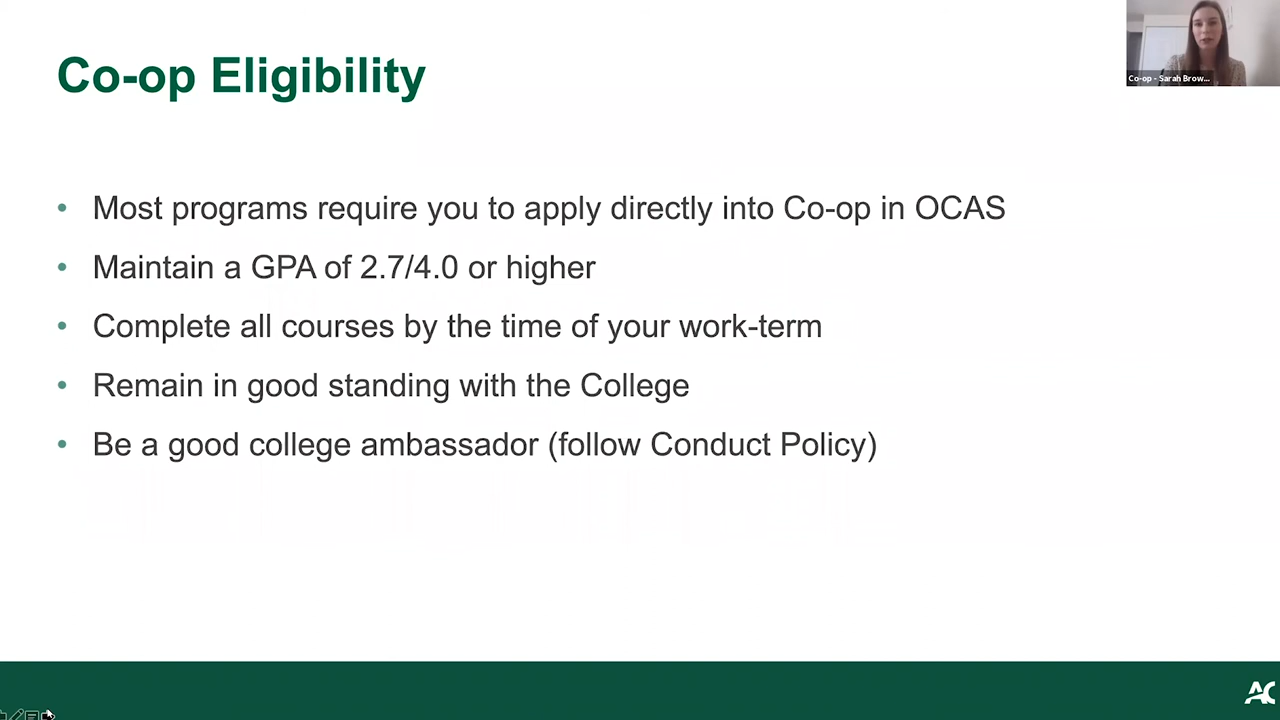 Co-op Eligibility
Co-op - Sarah Brow...
• Most programs require you to apply directly into Co-op in OCAS
• Maintain a GPA of 2.7/4.0 or higher
• Complete all courses by the time of your work-term
• Remain in good standing with the College
• Be a good college ambassador (follow Conduct Policy)
AC